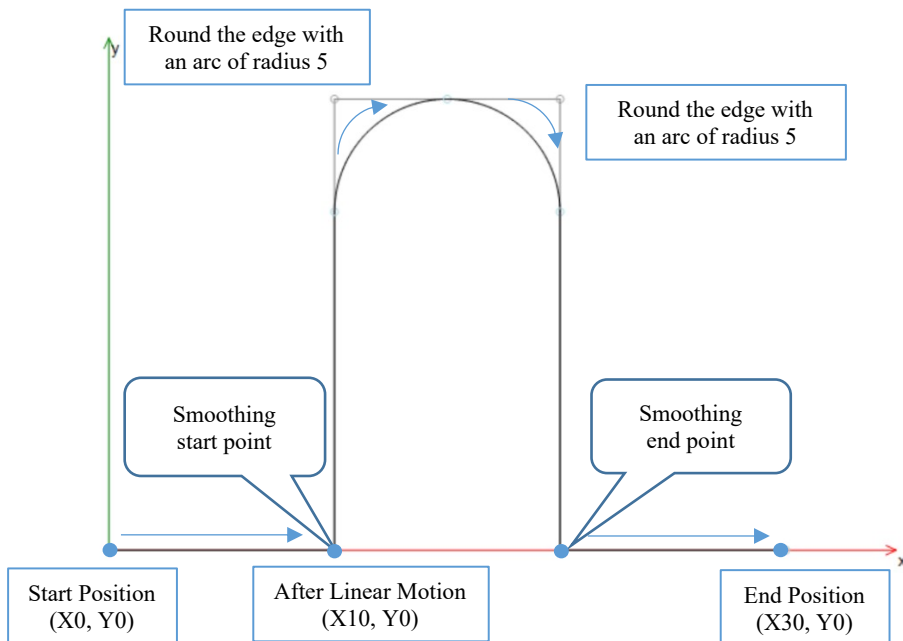 Round the edge with
an arc of radius 5
y
Round the edge with
an arc of radius 5
Smoothing
start point
Smoothing
end point
x
Start Position
(X0, Y0)
After Linear Motion
(X10, Y0)
End Position
(X30, Y0)